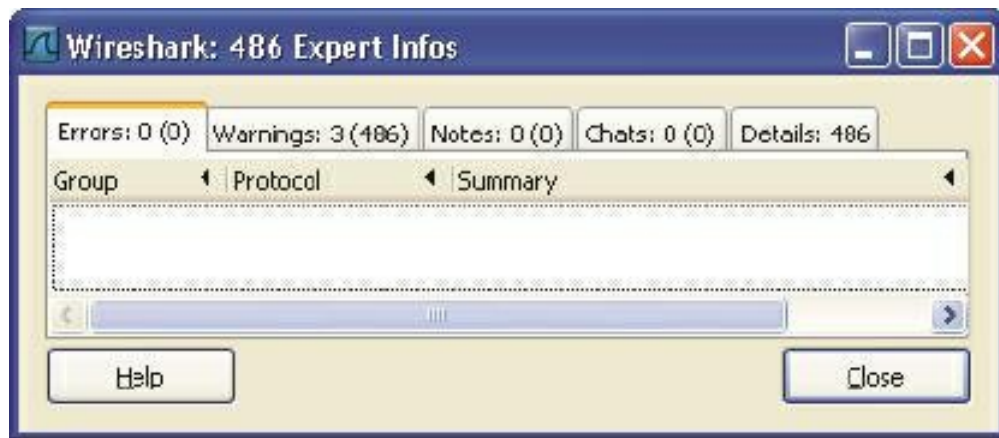 Wireshark: 486 Expert Infos
Errors: 0 (0) Warnings: 3 (486) Notes: 0 (0) Chats: 0 (0) Details: 486
Group Protocol Summary
Help Close